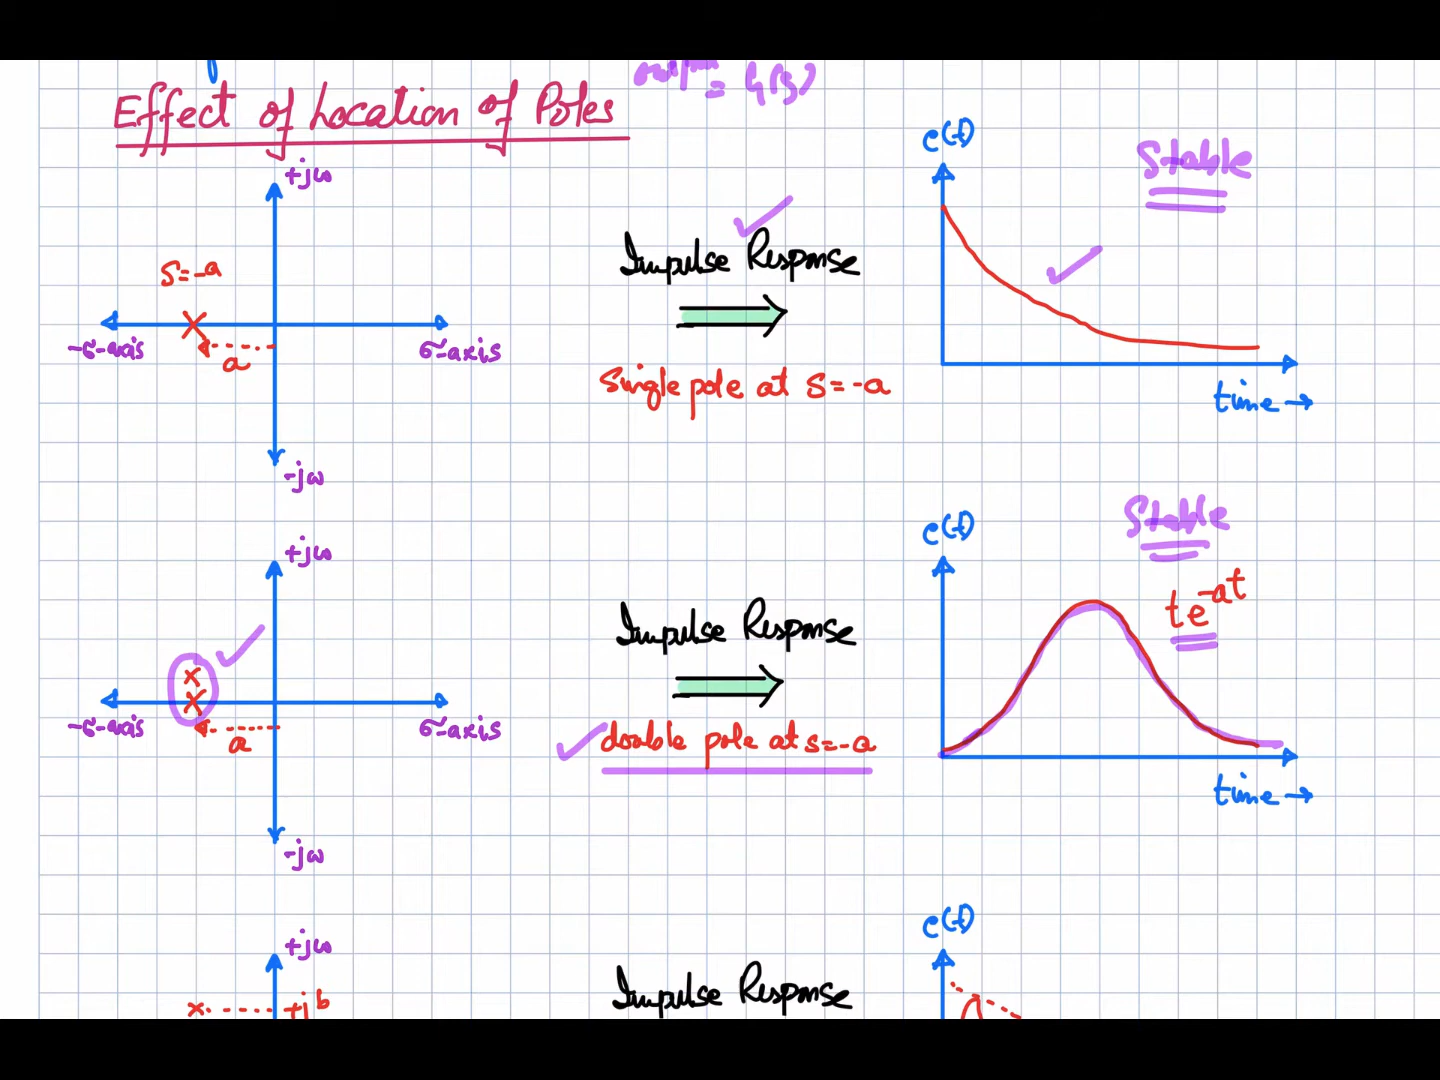 output
= G(s)
Effect of Location of Poles
+jω
c(t)
Stable
s=-a
Impulse Response
-σ-axis
a
σ-axis
single pole at s=-a
time →
-jω
+jω
c(t)
Stable
te^-at
Impulse Response
-σ-axis
a
σ-axis
double pole at s=-a
time →
-jω
+jω
c(t)
Impulse Response
+jb